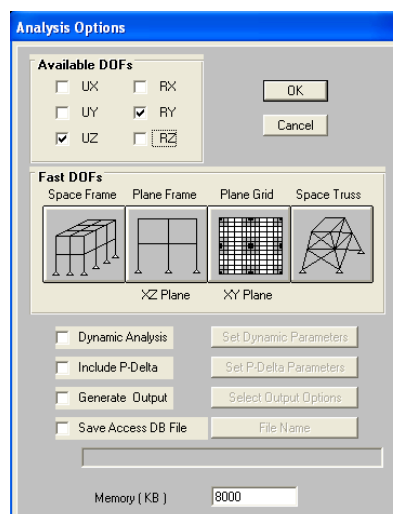 Analysis Options
Available DOFs
UX RX
UY RY
UZ RZ
OK
Cancel
Fast DOFs
Space Frame Plane Frame Plane Grid Space Truss
XZ Plane XY Plane
Dynamic Analysis Set Dynamic Parameters
Include P-Delta Set P-Delta Parameters
Generate Output Select Output Options
Save Access DB File File Name
Memory ( KB ) 8000